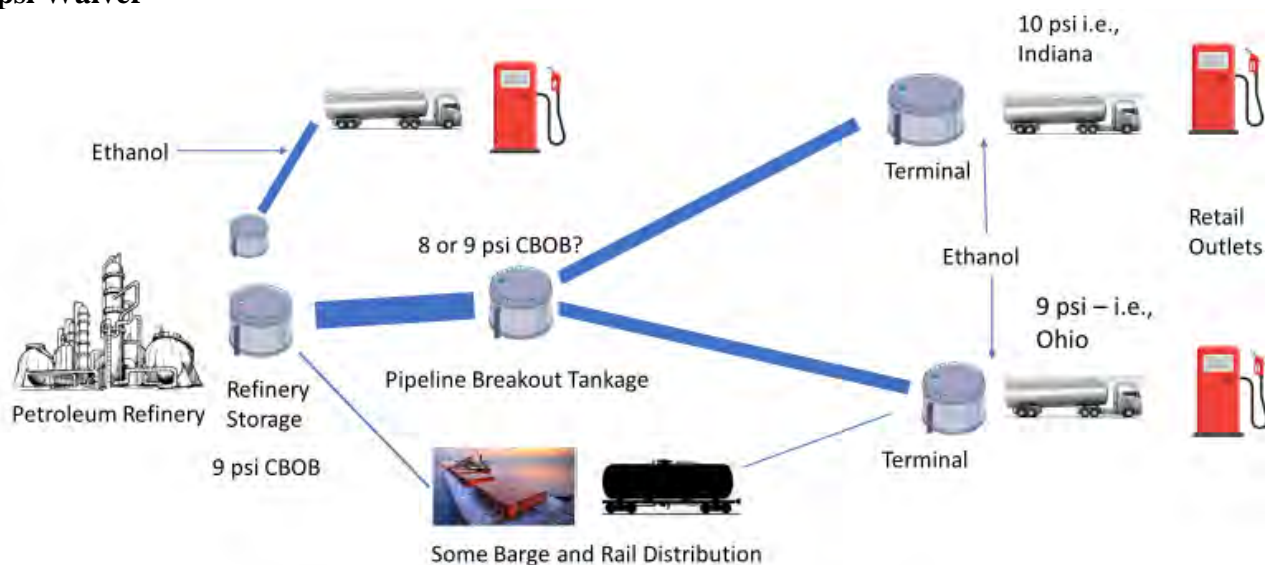 psi Waiver
10 psi i.e.,
Indiana
Ethanol
Terminal
8 or 9 psi CBOB?
Retail
Outlets
Ethanol
9 psi – i.e.,
Ohio
Pipeline Breakout Tankage
Refinery
Storage
Petroleum Refinery
Terminal
9 psi CBOB
Some Barge and Rail Distribution